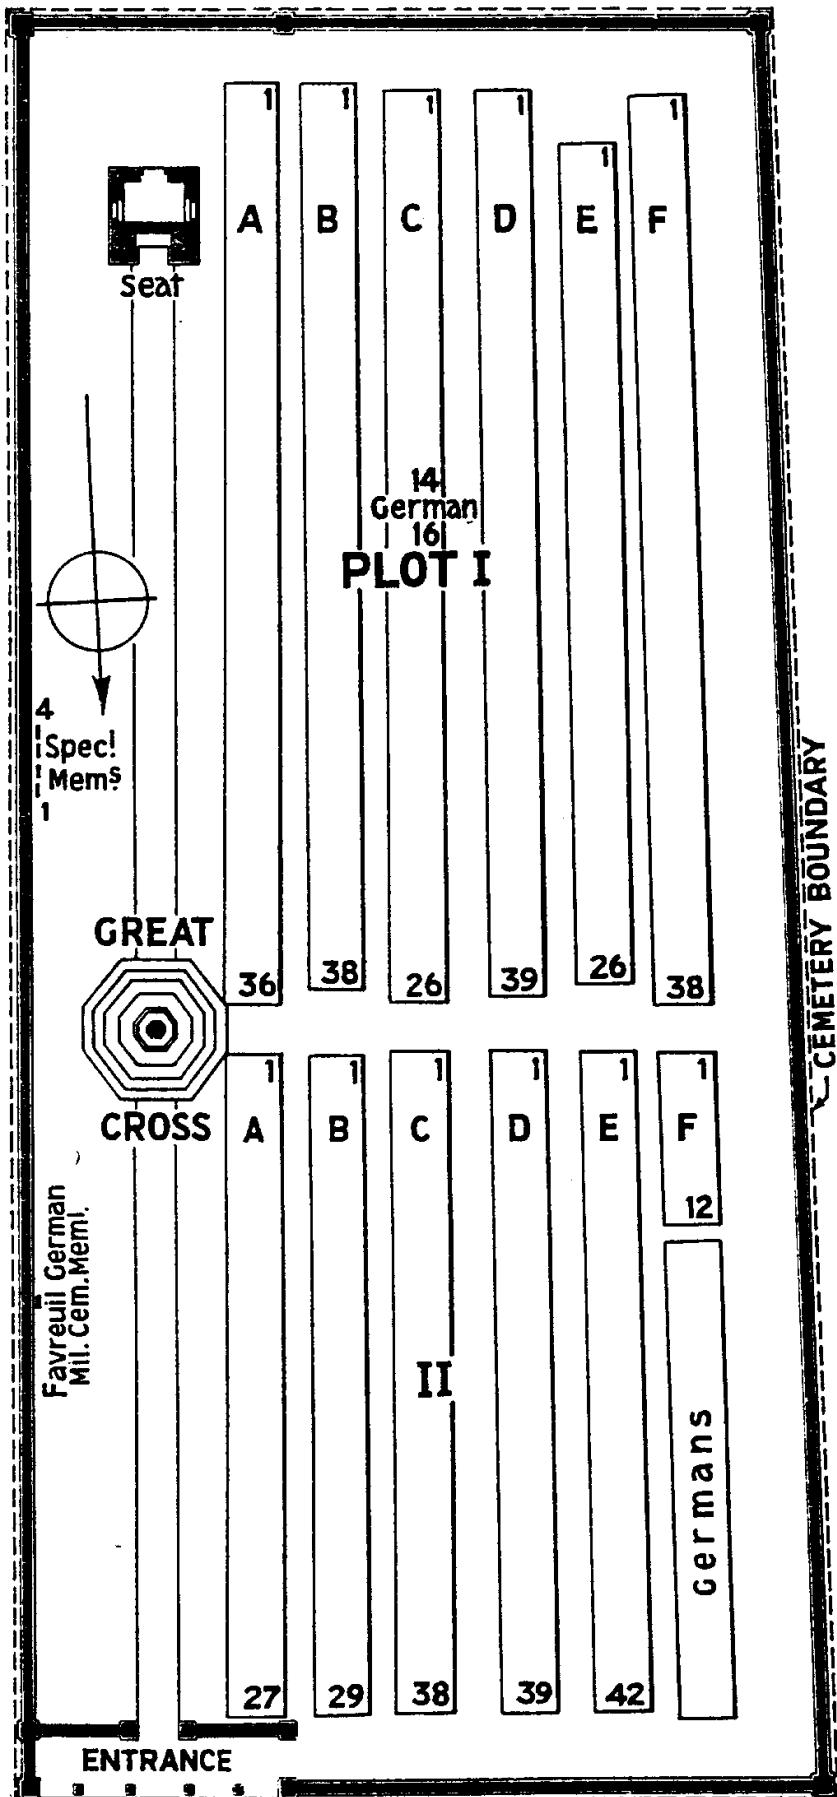 1 1 1 1 1 1
A B C D E F
Seat
14
German
16
PLOT I
4
Specl.
Mems.
1
GREAT
CROSS
36 38 26 39 26 38
CEMETERY BOUNDARY
1 1 1 1 1 1
A B C D E F
12
Favreuil German
Mil. Cem. Meml.
II
Germans
27 29 38 39 42
ENTRANCE